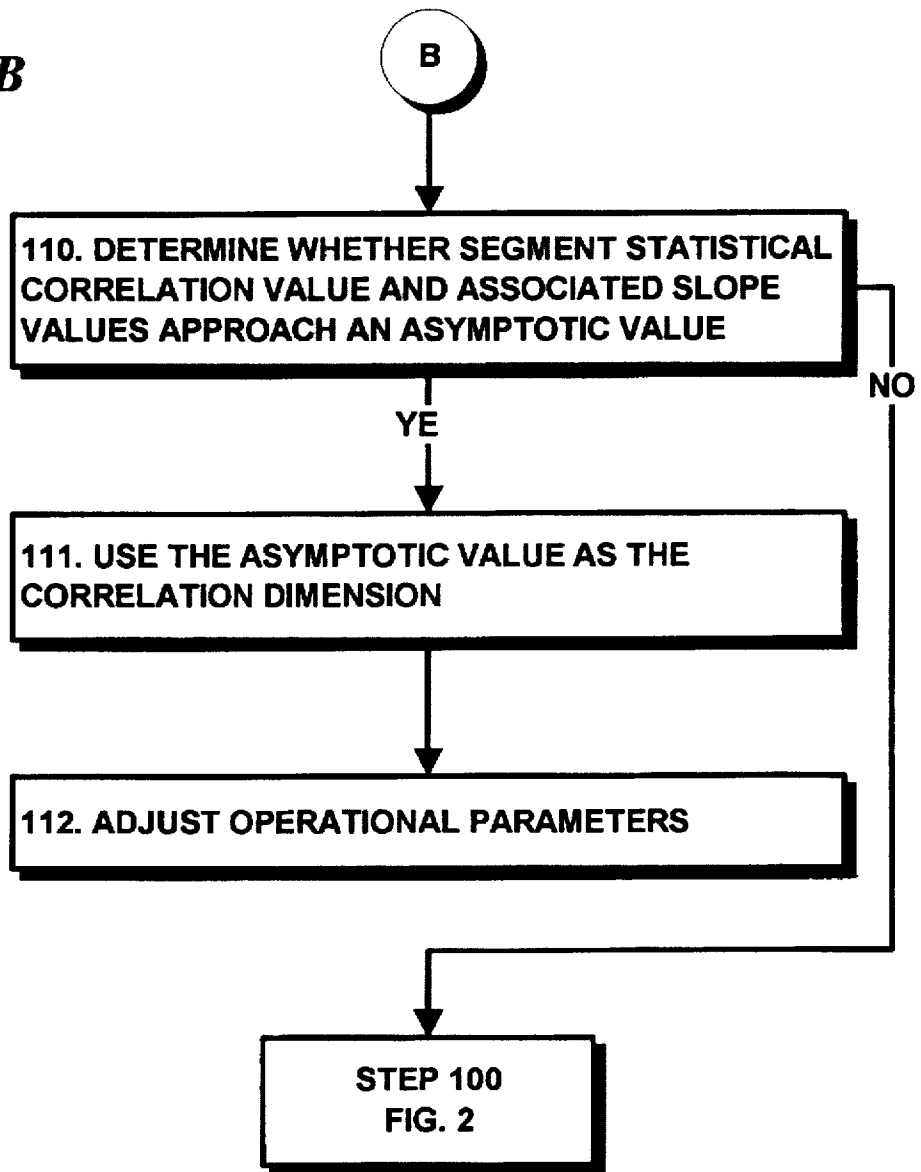 B
B
110. DETERMINE WHETHER SEGMENT STATISTICAL
CORRELATION VALUE AND ASSOCIATED SLOPE
VALUES APPROACH AN ASYMPTOTIC VALUE
NO
YE
111. USE THE ASYMPTOTIC VALUE AS THE
CORRELATION DIMENSION
112. ADJUST OPERATIONAL PARAMETERS
STEP 100
FIG. 2